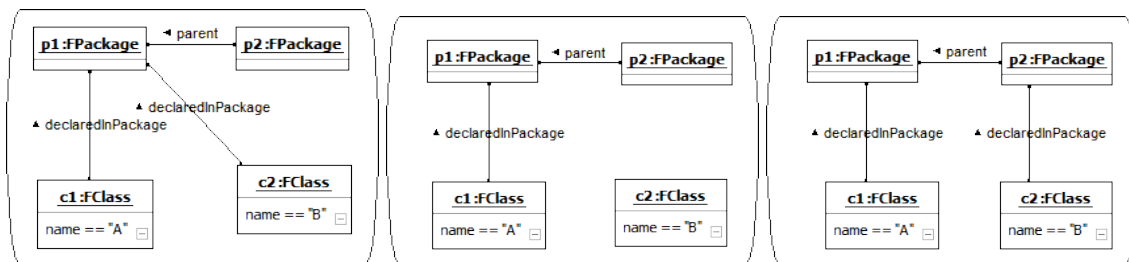 p1:FPackage
◄ parent
p2:FPackage
▲ declaredInPackage
▲ declaredInPackage
c1:FClass
name == "A"
c2:FClass
name == "B"
p1:FPackage
◄ parent
p2:FPackage
▲ declaredInPackage
c1:FClass
name == "A"
c2:FClass
name == "B"
p1:FPackage
◄ parent
p2:FPackage
▲ declaredInPackage
▲ declaredInPackage
c1:FClass
name == "A"
c2:FClass
name == "B"